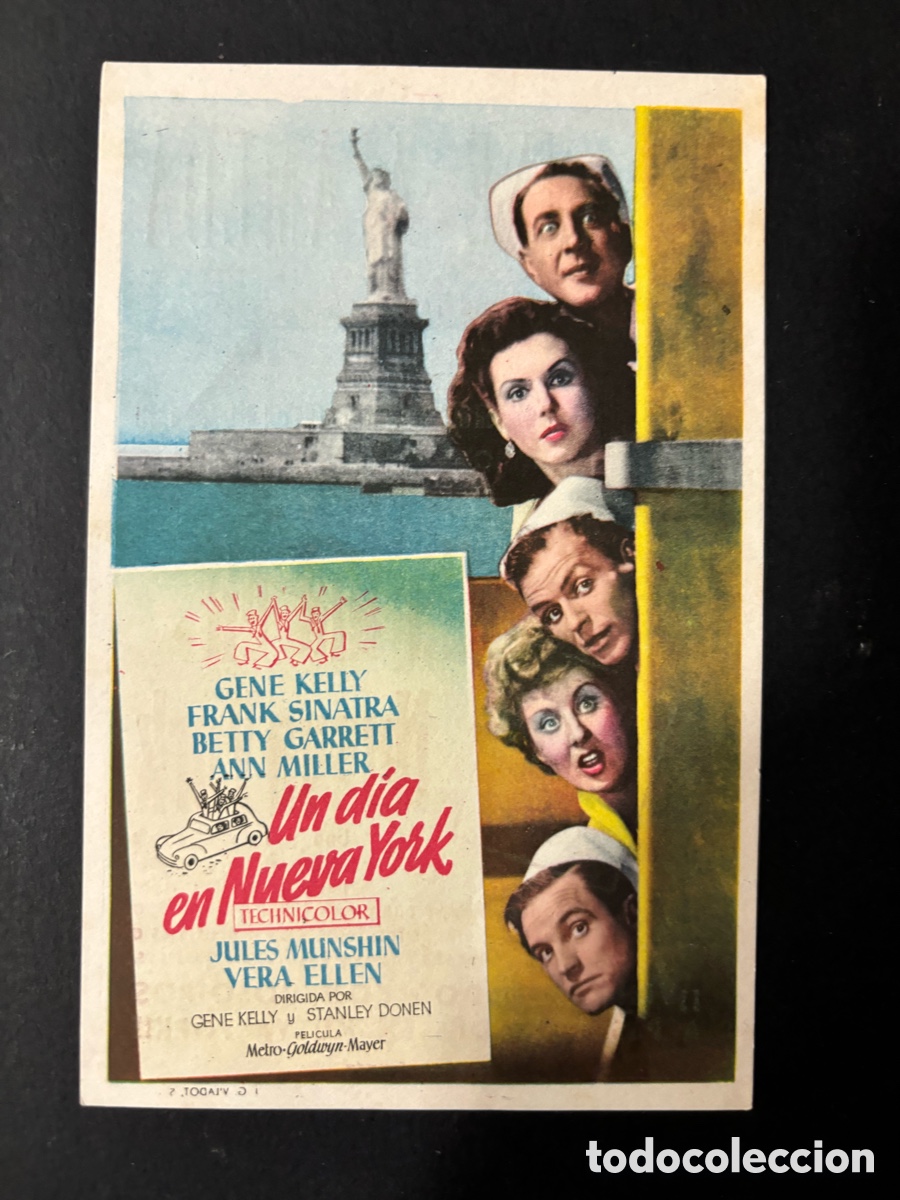 GENE KELLY
FRANK SINATRA
BETTY GARRETT
ANN MILLER
Un día
en Nueva York
TECHNICOLOR
JULES MUNSHIN
VERA ELLEN
DIRIGIDA POR
GENE KELLY y STANLEY DONEN
PELICULA
Metro-Goldwyn-Mayer
todocoleccion